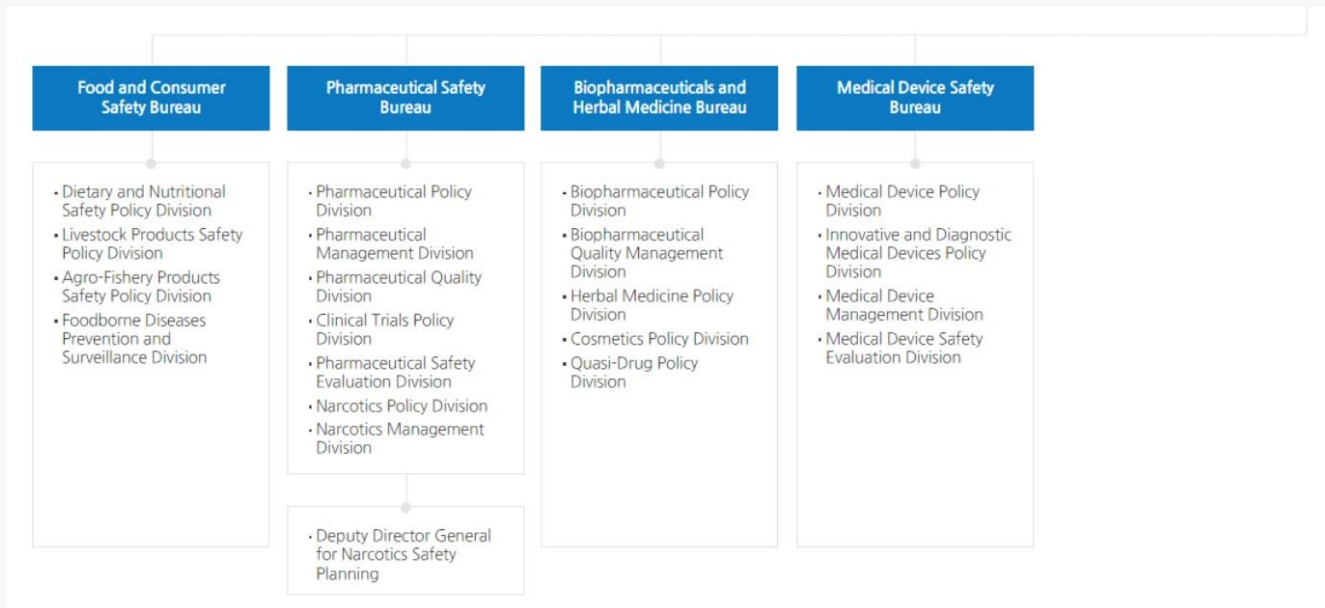 Food and Consumer
Safety Bureau
▪ Dietary and Nutritional
Safety Policy Division
▪ Livestock Products Safety
Policy Division
▪ Agro-Fishery Products
Safety Policy Division
▪ Foodborne Diseases
Prevention and
Surveillance Division
Pharmaceutical Safety
Bureau
▪ Pharmaceutical Policy
Division
▪ Pharmaceutical
Management Division
▪ Pharmaceutical Quality
Division
▪ Clinical Trials Policy
Division
▪ Pharmaceutical Safety
Evaluation Division
▪ Narcotics Policy Division
▪ Narcotics Management
Division
▪ Deputy Director General
for Narcotics Safety
Planning
Biopharmaceuticals and
Herbal Medicine Bureau
▪ Biopharmaceutical Policy
Division
▪ Biopharmaceutical
Quality Management
Division
▪ Herbal Medicine Policy
Division
▪ Cosmetics Policy Division
▪ Quasi-Drug Policy
Division
Medical Device Safety
Bureau
▪ Medical Device Policy
Division
▪ Innovative and Diagnostic
Medical Devices Policy
Division
▪ Medical Device
Management Division
▪ Medical Device Safety
Evaluation Division